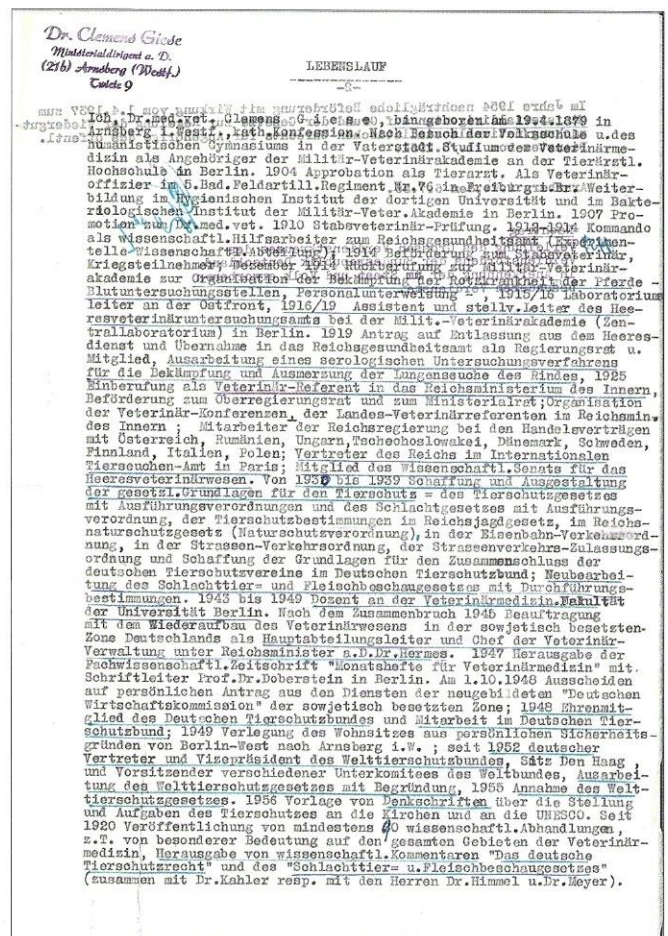 Dr. Clemens Giese
Ministerialdirigent a. D.
(21b) Arnsberg (Westf.)
Twiete 9
LEBENSLAUF
-2-
Im Jahre 1954 nachträgliche Beförderung mit Wirkung vom 1.4.1937 zum
Ich, Dr.med.vet. Clemens G i e s e , bin geboren am 19.4.1879 in
Arnsberg i.Westf.,kath.Konfession. Nach Besuch der Volksschule u.des
humanistischen Gymnasiums in der Vaterstadt Studium des Veterinärme-
dizin als Angehöriger der Militär-Veterinärakademie an der Tierärztl.
Hochschule in Berlin. 1904 Approbation als Tierarzt. Als Veterinär-
offizier im 5.Bad.Feldartill.Regiment Nr.76 in Freiburg i.Br. Weiter-
bildung im Hygienischen Institut der dortigen Universität und im Bakte-
riologischen Institut der Militär-Veter.Akademie in Berlin. 1907 Pro-
motion zum Dr.med.vet. 1910 Stabsveterinär-Prüfung. 1912-1914 Kommando
als wissenschaftl.Hilfsarbeiter zum Reichsgesundheitsamt (Experimen-
telle Wissenschaftl.Abteilung); 1914 Beförderung zum Stabsveterinär,
Kriegsteilnehmer; Dezember 1914 Rückberufung zur Militär-Veterinär-
akademie zur Organisation der Bekämpfung der Rotzkrankheit der Pferde -
Blutuntersuchungsstellen, Personalunterweisung , 1915/16 Laboratoriums
leiter an der Ostfront, 1916/19 Assistent und stellv.Leiter des Hee-
resveterinäruntersuchungsamts bei der Milit.-Veterinärakademie (Zen-
trallaboratorium) in Berlin. 1919 Antrag auf Entlassung aus dem Heeres-
dienst und Übernahme in das Reichsgesundheitsamt als Regierungsrat u.
Mitglied, Ausarbeitung eines serologischen Untersuchungsverfahrens
für die Bekämpfung und Ausmerzung der Lungenseuche des Rindes, 1925
Einberufung als Veterinär-Referent in das Reichsministerium des Innern,
Beförderung zum Oberregierungsrat und zum Ministerialrat;Organisation
der Veterinär-Konferenzen, der Landes-Veterinärreferenten im Reichsmin.
des Innern ; Mitarbeiter der Reichsregierung bei den Handelsverträgen
mit Österreich, Rumänien, Ungarn,Tschechoslowakei, Dänemark, Schweden,
Finnland, Italien, Polen; Vertreter des Reichs im Internationalen
Tierseuchen-Amt in Paris; Mitglied des Wissenschaftl.Senats für das
Heeresveterinärwesen. Von bis 1939 Schaffung und Ausgestaltung
der gesetzl.Grundlagen für den Tierschutz = des Tierschutzgesetzes
mit Ausführungsverordnungen und des Schlachtgesetzes mit Ausführungs-
verordnung, der Tierschutzbestimmungen im Reichsjagdgesetz, im Reichs-
naturschutzgesetz (Naturschutzverordnung), in der Eisenbahn-Verkehrsord-
nung, in der Strassen-Verkehrsordnung, der Strassenverkehrs-Zulassungs-
ordnung und Schaffung der Grundlagen für den Zusammenschluss der
deutschen Tierschutzvereine im Deutschen Tierschutzbund; Neubearbei-
tung des Schlachttier= und Fleischbeschaugesetzes mit Durchführungs-
bestimmungen. 1943 bis 1949 Dozent an der Veterinärmedizin.Fakultät
der Universität Berlin. Nach dem Zusammenbruch 1945 Beauftragung
mit dem Wiederaufbau des Veterinärwesens in der sowjetisch besetzten-
Zone Deutschlands als Hauptabteilungsleiter und Chef der Veterinär-
Verwaltung unter Reichsminister a.D.Dr.Hermes. 1947 Herausgabe der
Fachwissenschaftl.Zeitschrift "Monatshefte für Veterinärmedizin" mit
Schriftleiter Prof.Dr.Doberstein in Berlin. Am 1.10.1948 Ausscheiden
auf persönlichen Antrag aus den Diensten der neugebildeten "Deutschen
Wirtschaftskommission" der sowjetisch besetzten Zone; 1948 Ehrenmit-
glied des Deutschen Tierschutzbundes und Mitarbeit im Deutschen Tier-
schutzbund; 1949 Verlegung des Wohnsitzes aus persönlichen Sicherheits-
gründen von Berlin-West nach Arnsberg i.W. ; seit 1952 deutscher
Vertreter und Vizepräsident des Welttierschutzbundes, Sitz Den Haag ,
und Vorsitzender verschiedener Unterkomitees des Weltbundes, Ausarbei-
tung des Welttierschutzgesetzes mit Begründung, 1955 Annahme des Welt-
tierschutzgesetzes. 1956 Vorlage von Denkschriften über die Stellung
und Aufgaben des Tierschutzes an die Kirchen und an die UNESCO. Seit
1920 Veröffentlichung von mindestens wissenschaftl.Abhandlungen,
z.T. von besonderer Bedeutung auf den gesamten Gebieten der Veterinär-
medizin, Herausgabe von wissenschaftl.Kommentaren "Das deutsche
Tierschutzrecht" und des "Schlachttier= u.Fleischbeschaugesetzes"
(zusammen mit Dr.Kahler resp. mit den Herren Dr.Himmel u.Dr.Meyer).